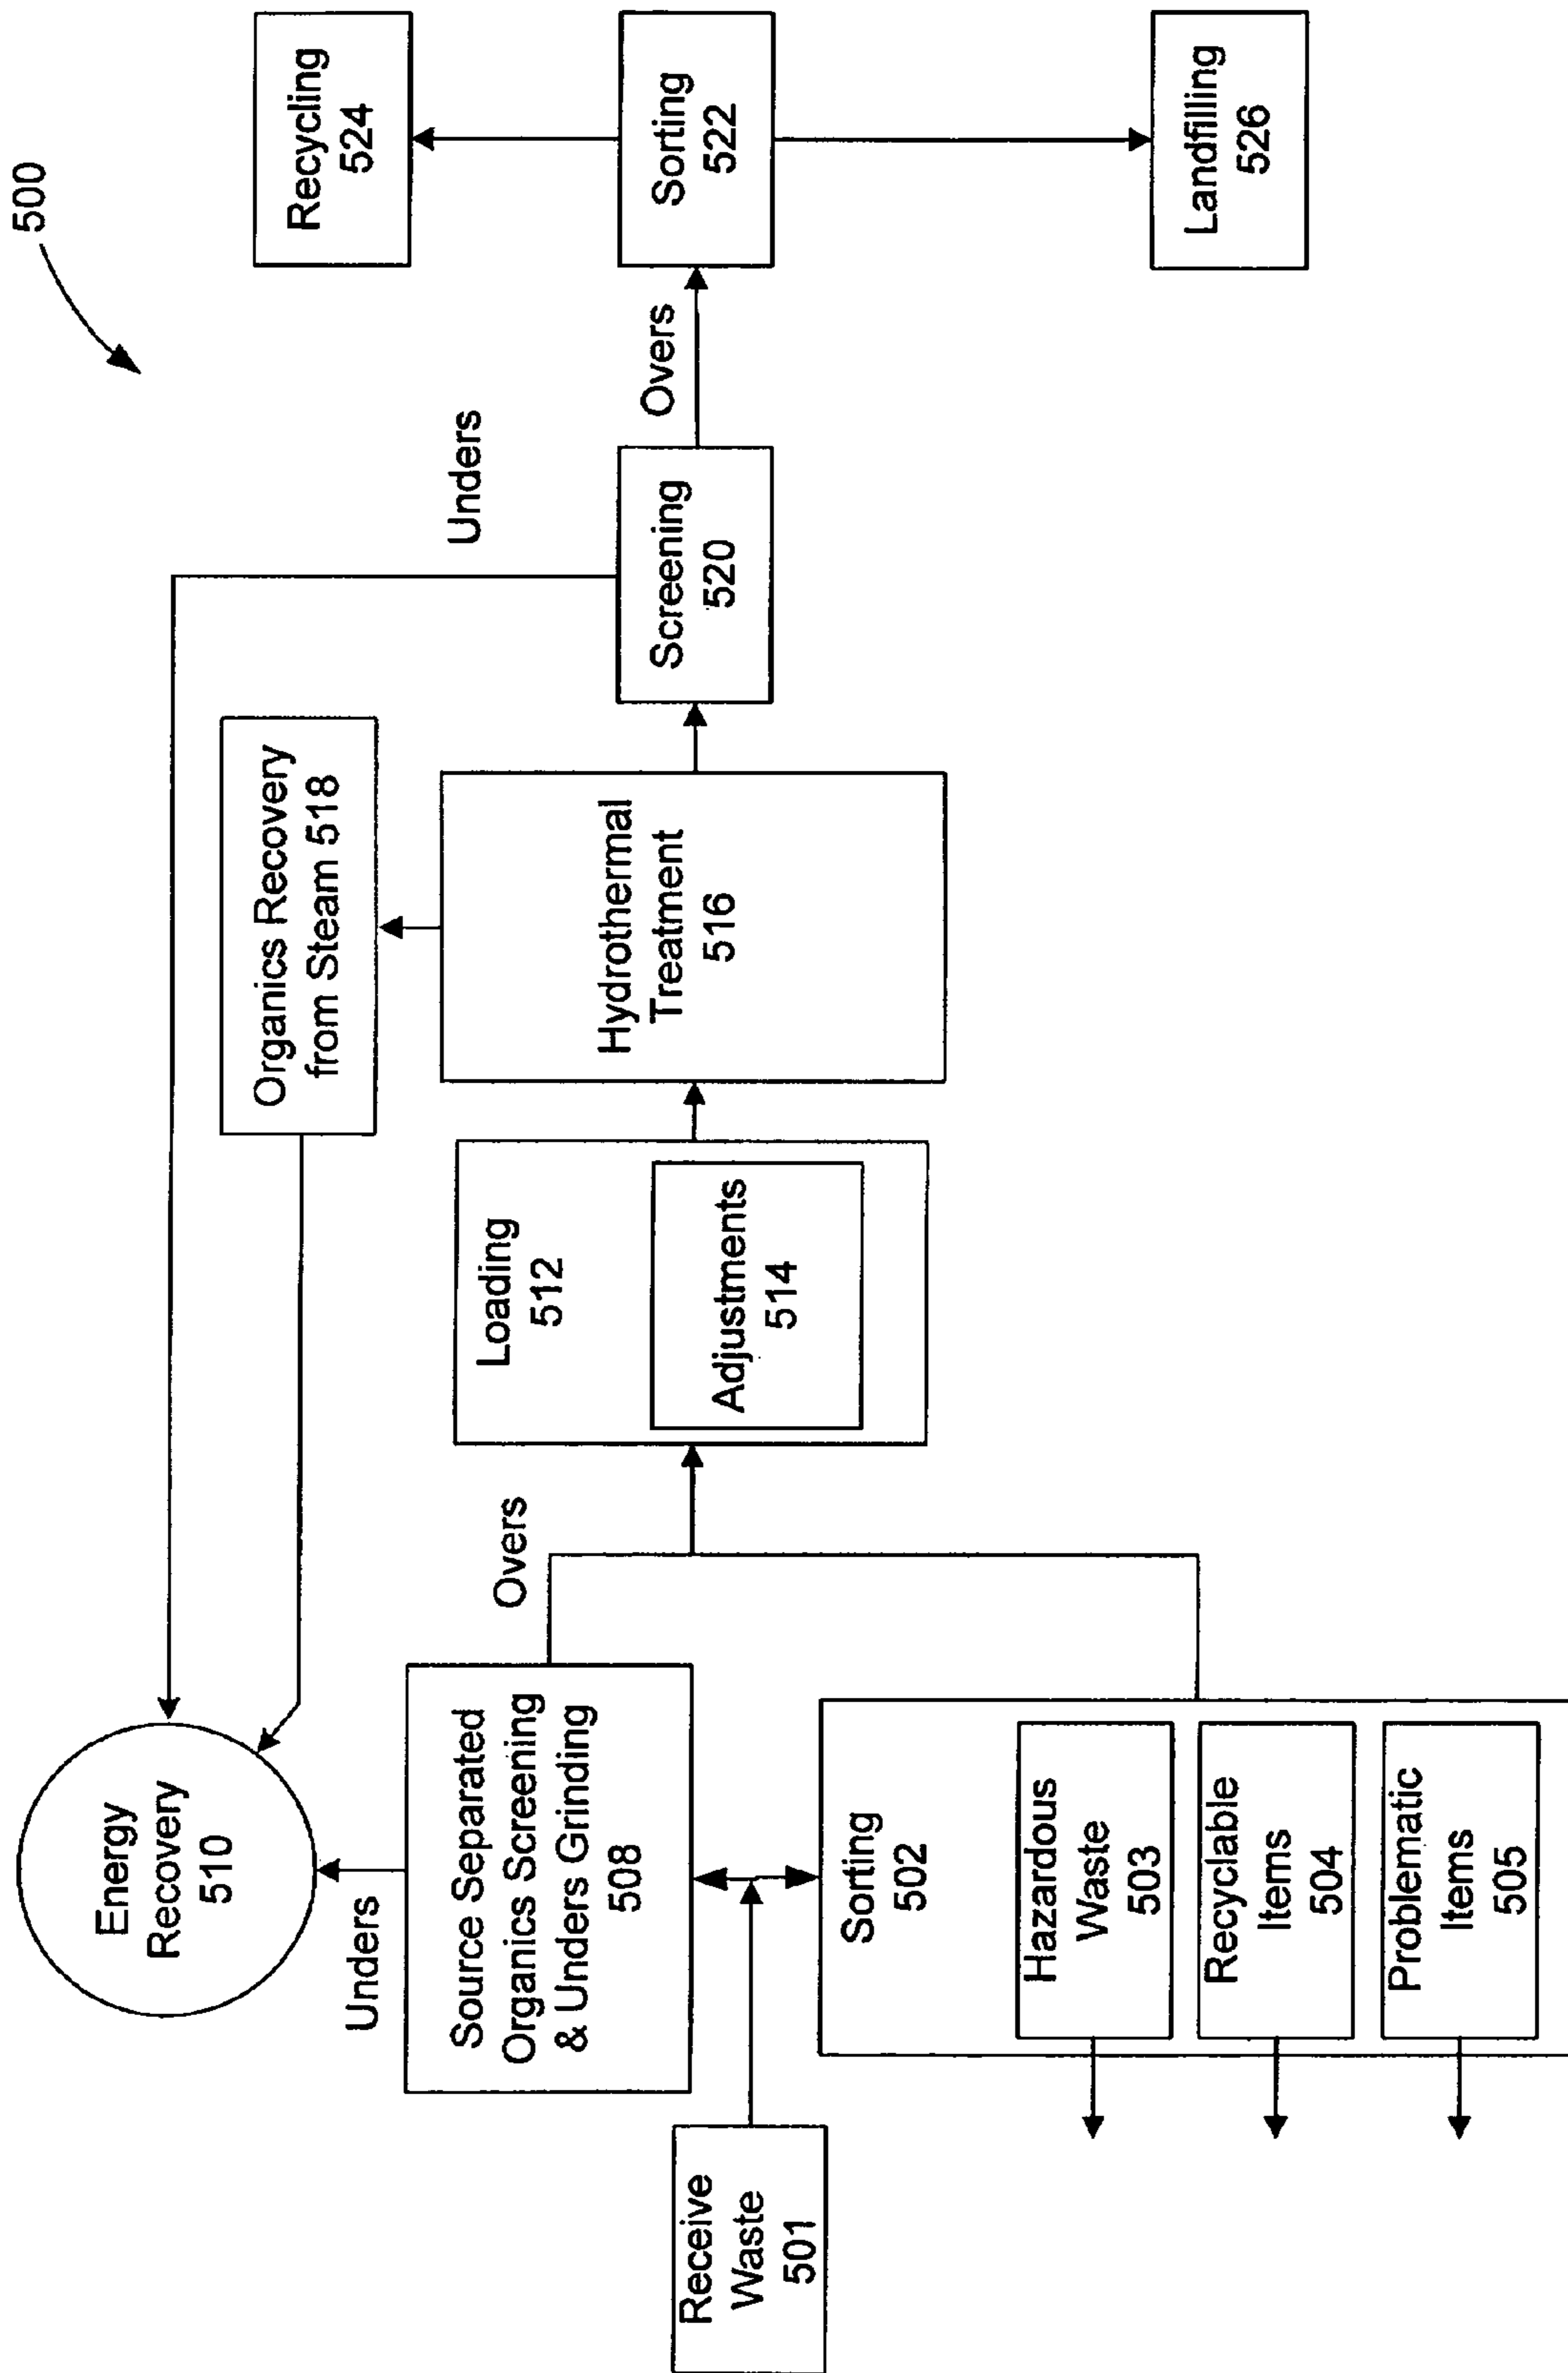 500
Energy
Recovery
510
Unders
Source Separated
Organics Screening
& Unders Grinding
508
Overs
Receive
Waste
501
Sorting
502
Hazardous
Waste
503
Recyclable
Items
504
Problematic
Items
505
Loading
512
Adjustments
514
Organics Recovery
from Steam 518
Hydrothermal
Treatment
516
Unders
Screening
520
Overs
Recycling
524
Sorting
522
Landfilling
526